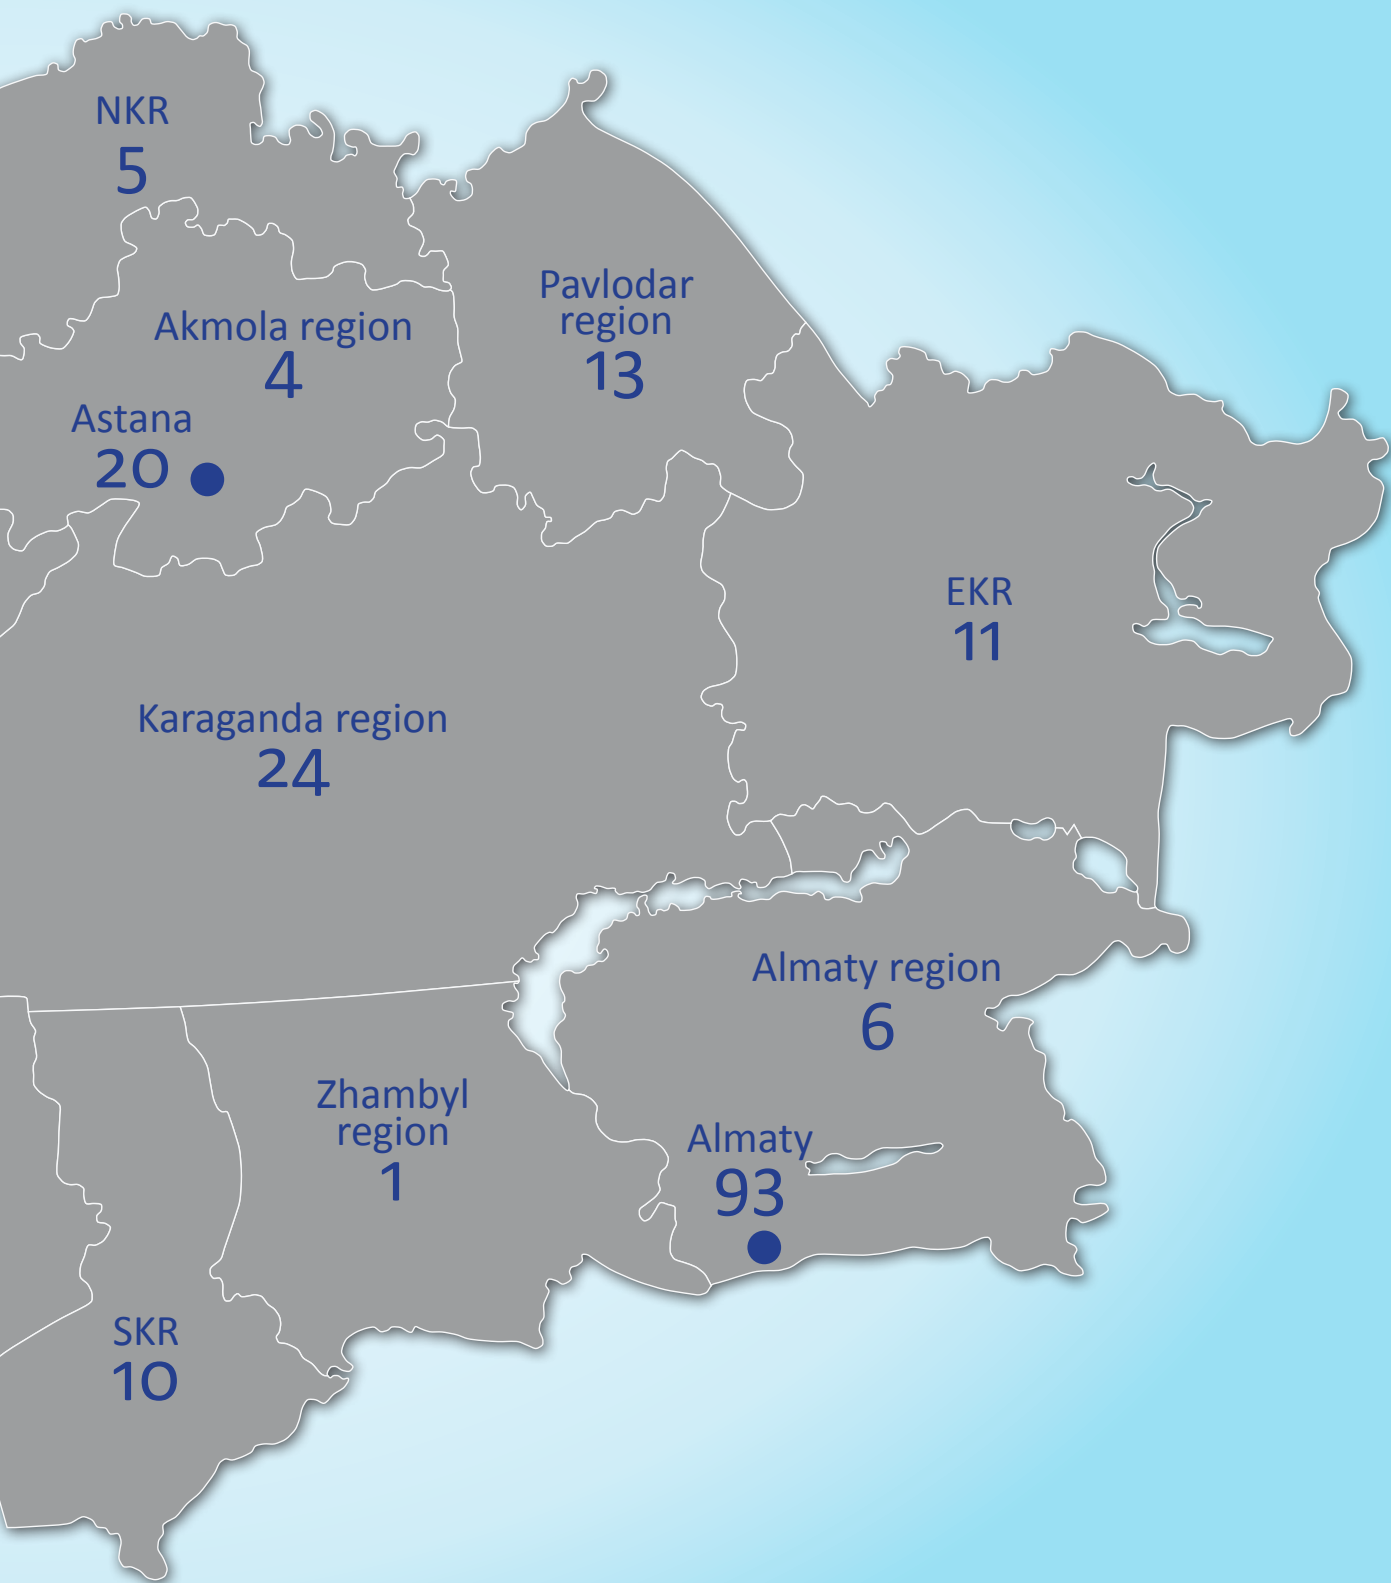 NKR
5
Pavlodar
region
13
Akmola region
4
Astana
20
EKR
11
Karaganda region
24
Almaty region
6
Zhambyl
region
1
Almaty
93
SKR
10